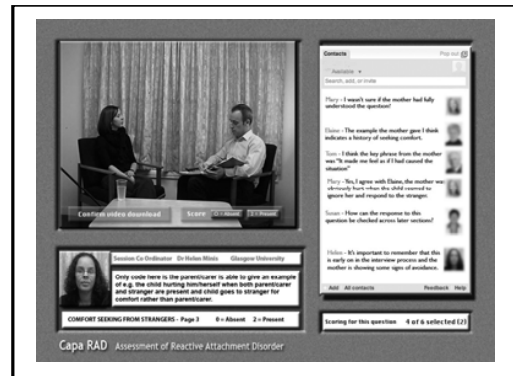 Contacts
Pop out
Available
Search, add, or invite
Mary - I wasn't sure if the mother had fully
understood the question?
Elaine - The example the mother gave I think
indicates a history of seeking comfort.
Tom - I think the key phrase from the mother
was "It made me feel as if I had caused the
situation"
Mary - Yes, I agree with Elaine, the mother was
obviously hurt when the child seemed to
ignore her and respond to the stranger.
Susan - How can the response to this
question be checked across later sections?
Helen - It's important to remember that this
is early on in the interview process and the
mother is showing some signs of avoidance.
Add All contacts Feedback Help
Confirm video download Score 0 = Absent 2 = Present
Session Co Ordinator Dr Helen Minis Glasgow University
Only code here is the parent/carer is able to give an example
of e.g. the child hurting him/herself when both parent/carer
and stranger are present and child goes to stranger for
comfort rather than parent/carer.
COMFORT SEEKING FROM STRANGERS - Page 3 0 = Absent 2 = Present
Scoring for this question 4 of 6 selected (2)
Capa RAD Assessment of Reactive Attachment Disorder